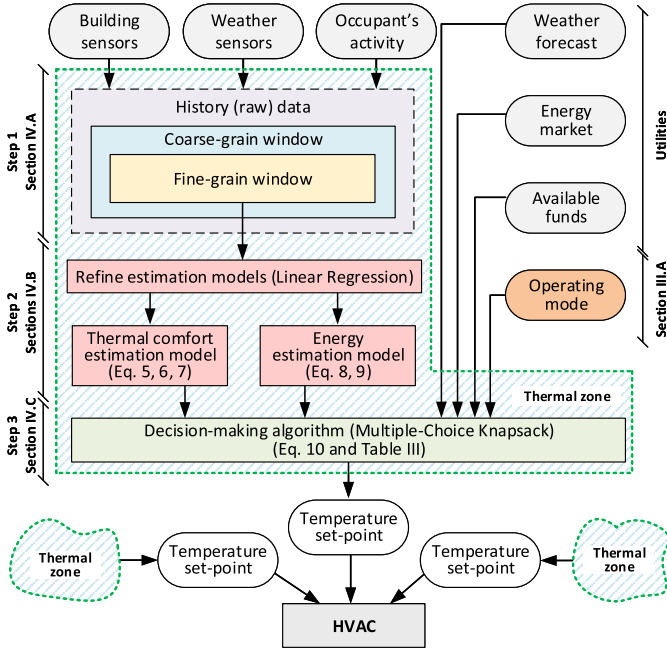 Building
sensors
Weather
sensors
Occupant's
activity
Weather
forecast
Step 1
Section IV.A
History (raw) data
Coarse-grain window
Fine-grain window
Energy
market
Utilities
Available
funds
Step 2
Sections IV.B
Refine estimation models (Linear Regression)
Operating
mode
Section III.A
Thermal comfort
estimation model
(Eq. 5, 6, 7)
Energy
estimation model
(Eq. 8, 9)
Thermal zone
Step 3
Section IV.C
Decision-making algorithm (Multiple-Choice Knapsack)
(Eq. 10 and Table III)
Temperature
set-point
Thermal
zone
Temperature
set-point
Temperature
set-point
Thermal
zone
HVAC